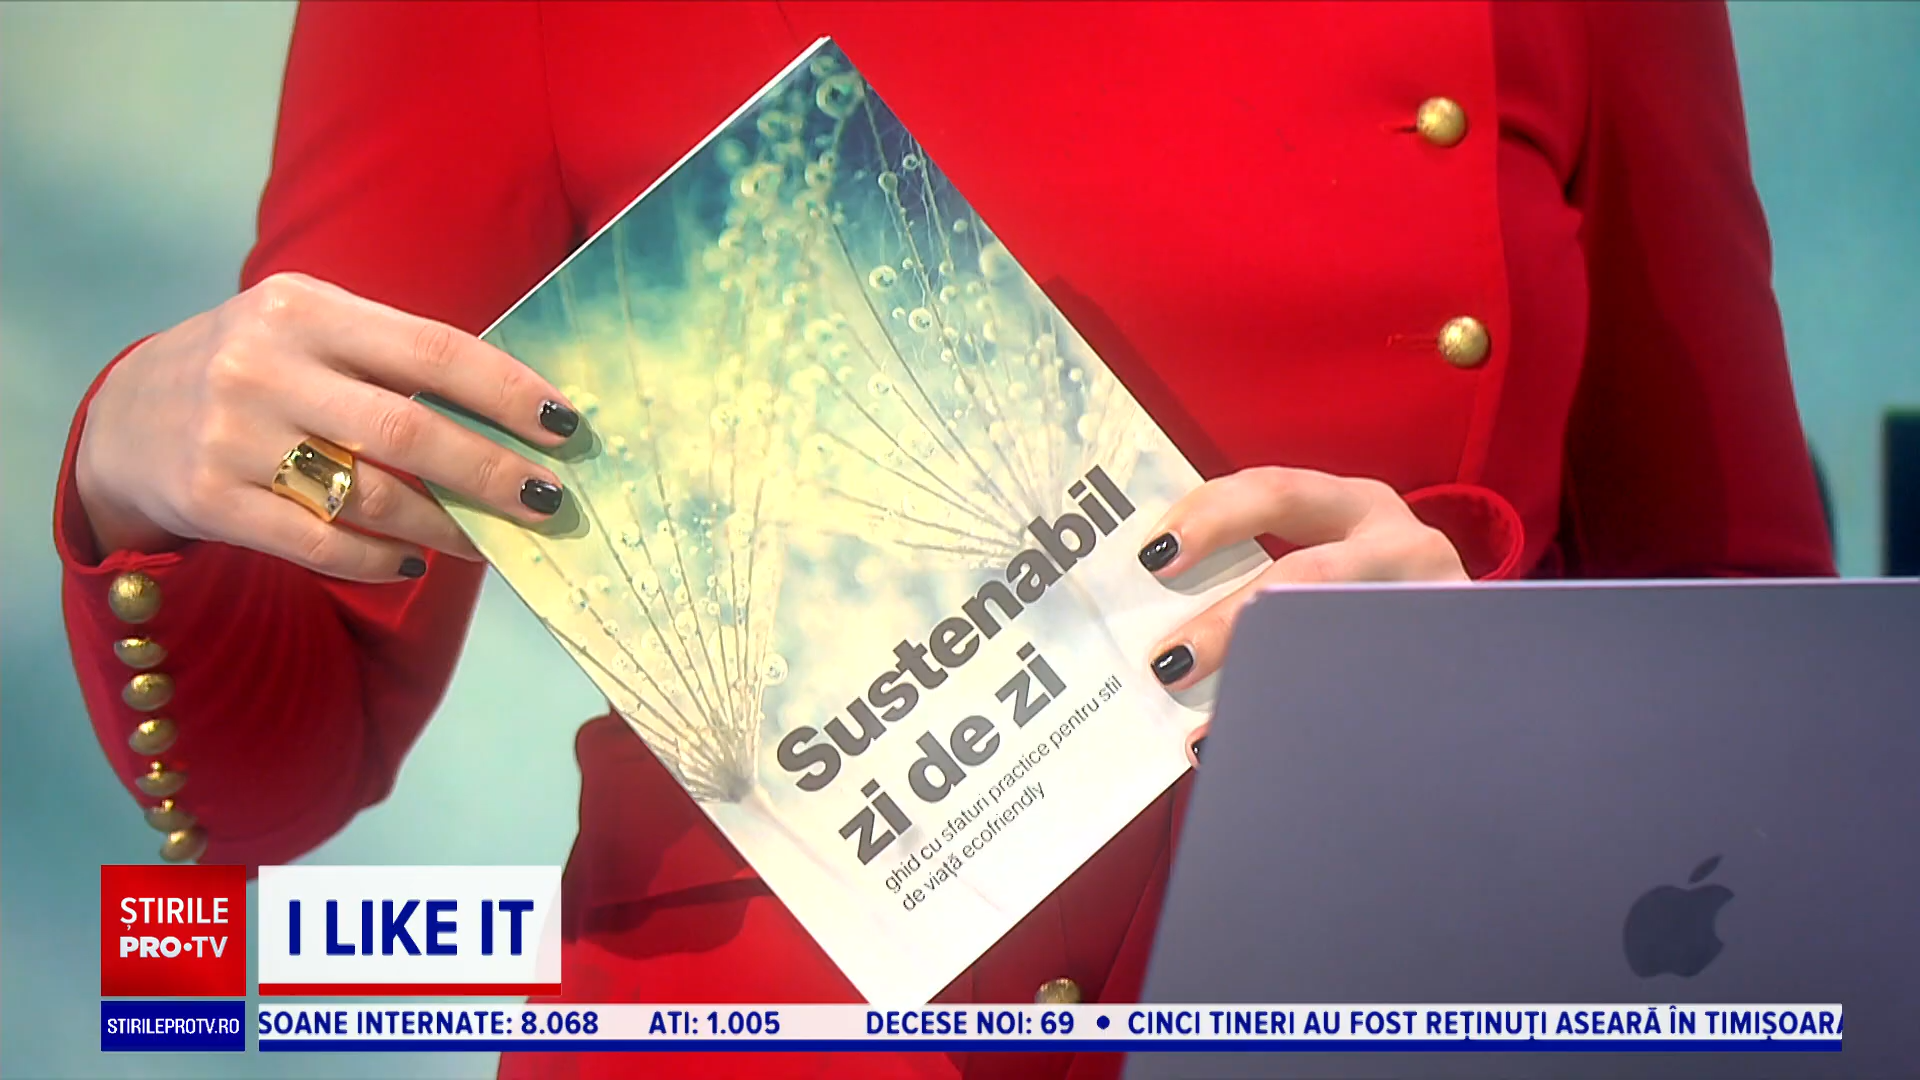 Sustenabil
zi de zi
ghid cu sfaturi practice pentru stil
de viață ecofriendly
ȘTIRILE
PRO•TV
I LIKE IT
STIRILEPROTV.RO
SOANE INTERNATE: 8.068 ATI: 1.005 DECESE NOI: 69 • CINCI TINERI AU FOST REȚINUȚI ASEARĂ ÎN TIMIȘOARA